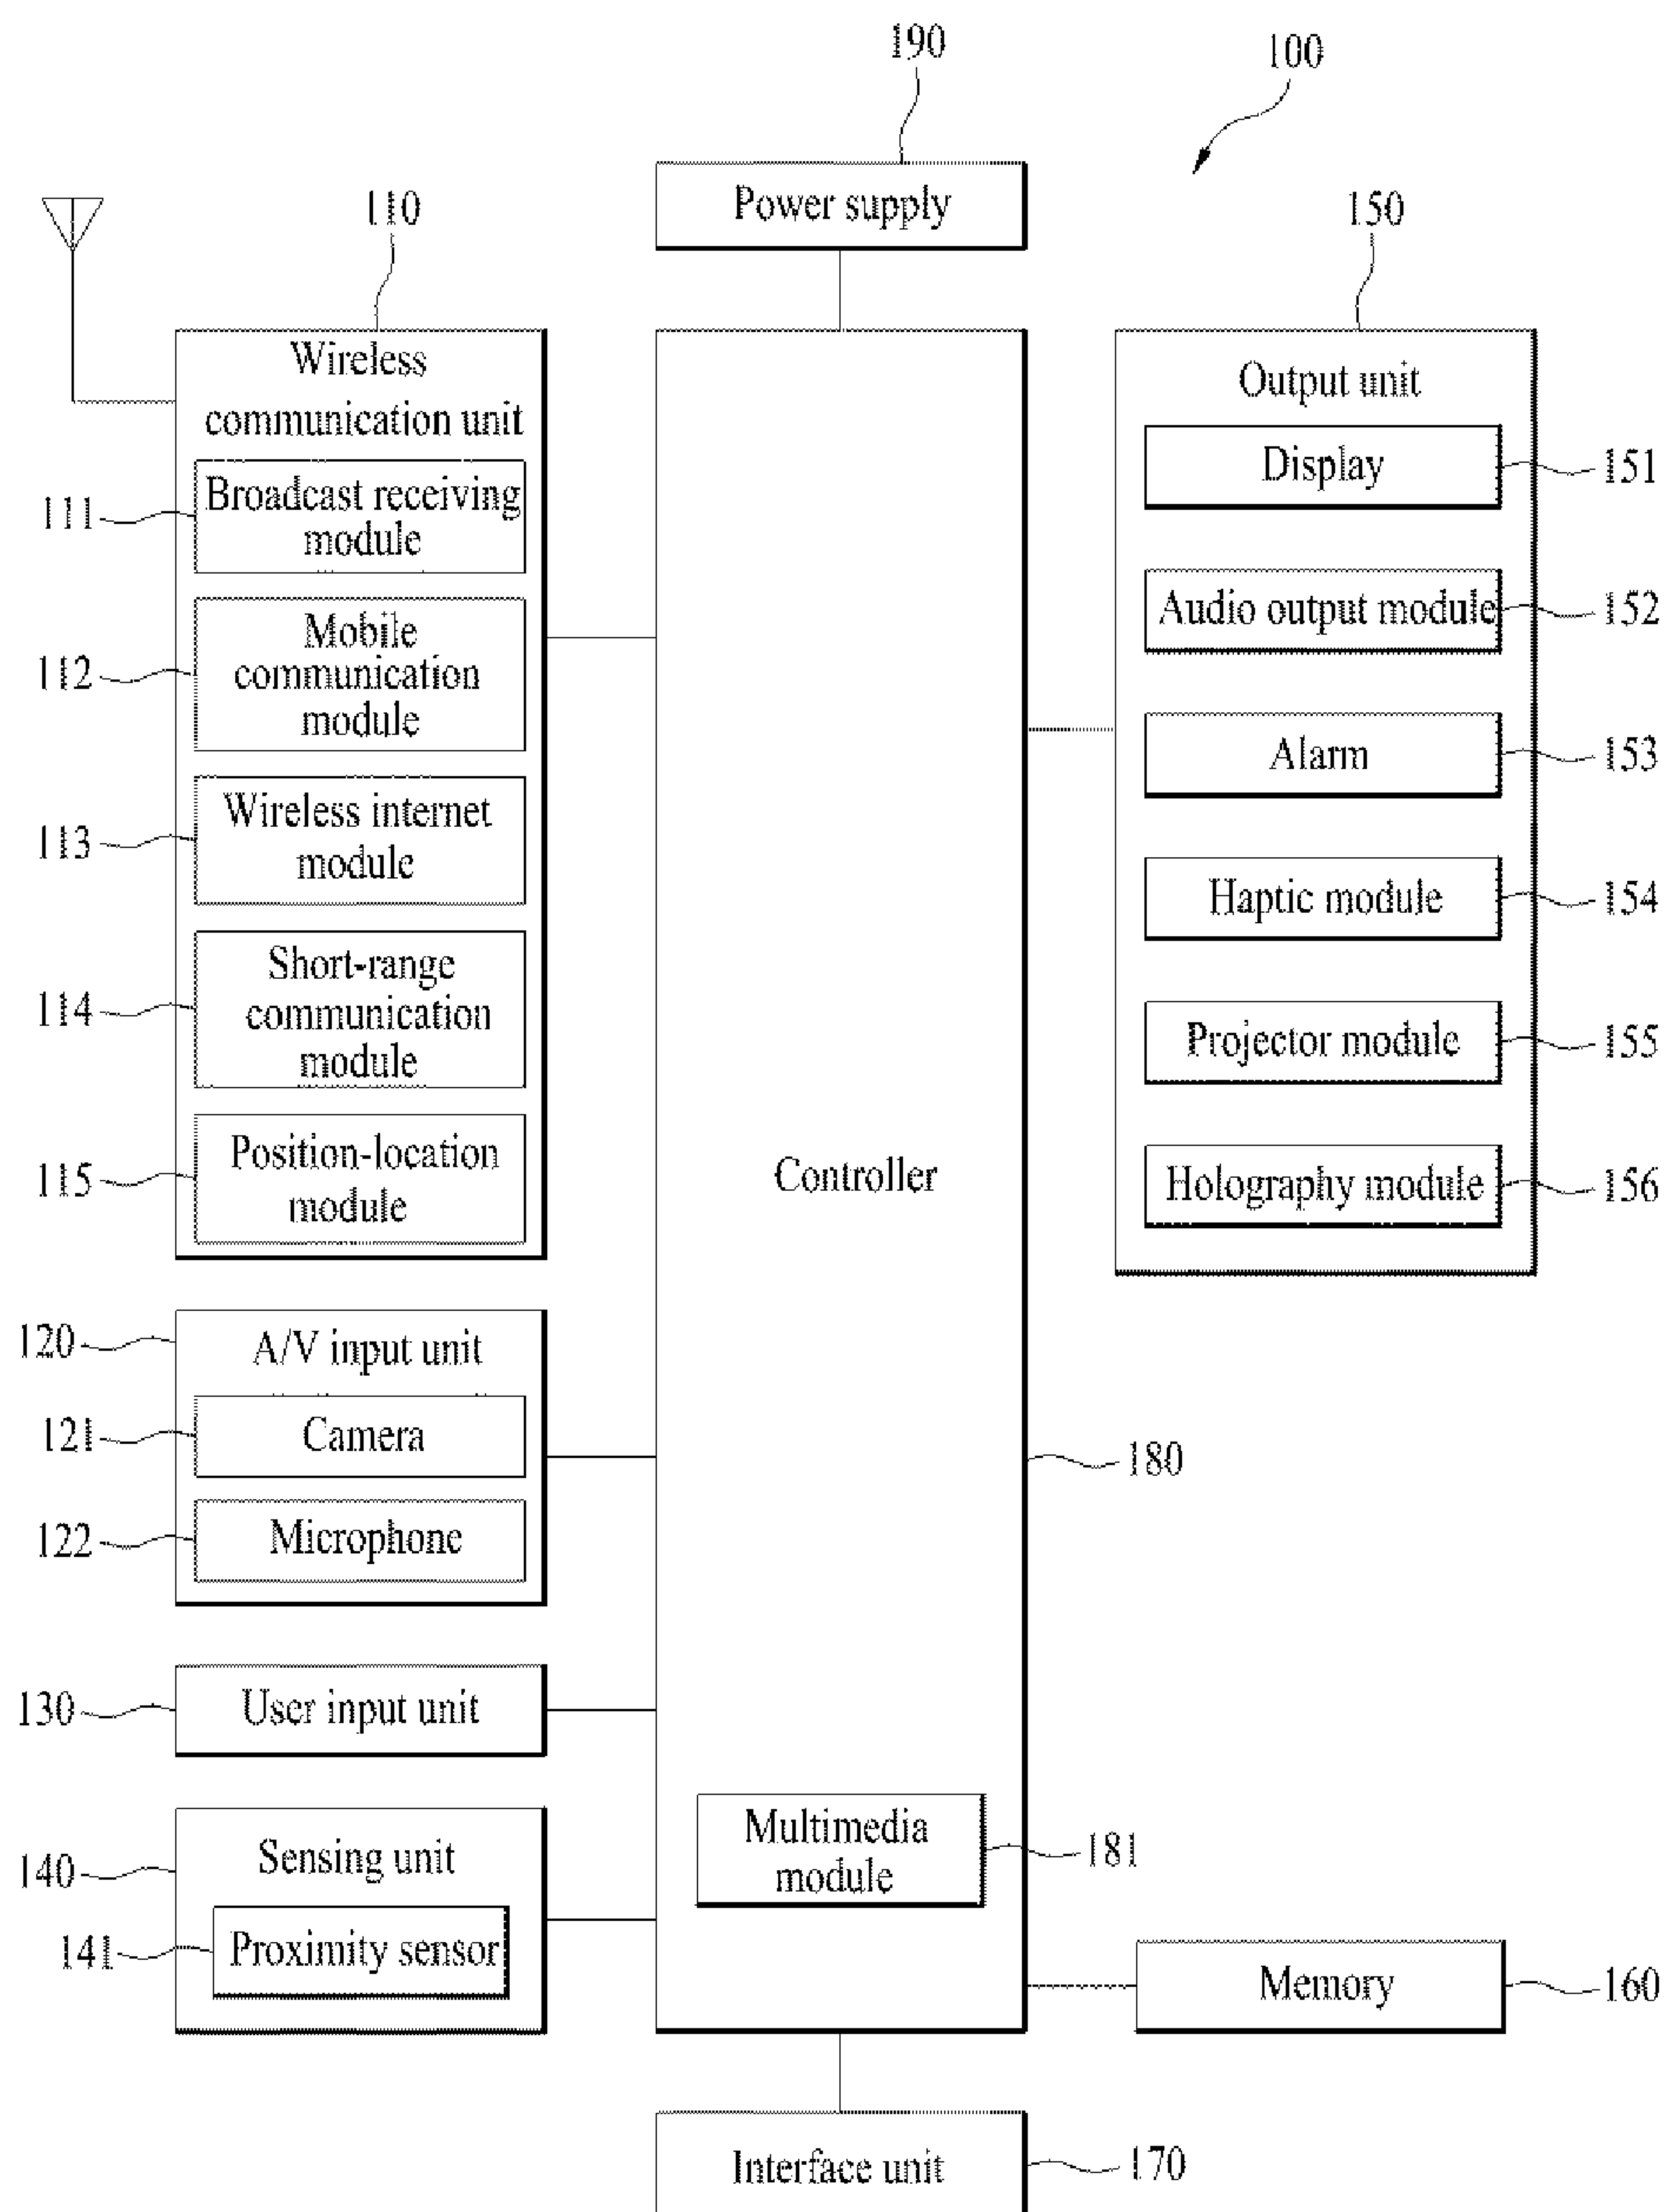 190
100
Power supply
110
150
Wireless
communication unit
111
Broadcast receiving
module
112
Mobile
communication
module
113
Wireless internet
module
114
Short-range
communication
module
115
Position-location
module
120
A/V input unit
121
Camera
122
Microphone
130
User input unit
140
Sensing unit
141
Proximity sensor
Controller
180
Multimedia
module
181
Output unit
Display
151
Audio output module
152
Alarm
153
Haptic module
154
Projector module
155
Holography module
156
Memory
160
Interface unit
170